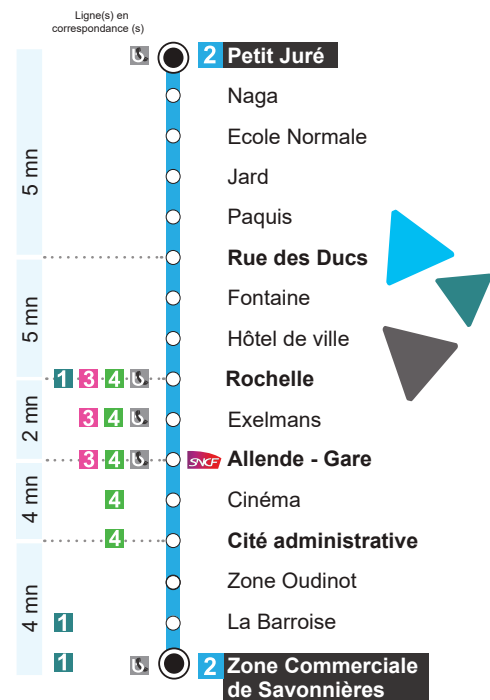 Ligne(s) en
correspondance (s)
2 Petit Juré
Naga
Ecole Normale
5 mn
Jard
Paquis
Rue des Ducs
Fontaine
5 mn
Hôtel de ville
1 3 4 Rochelle
2 mn
3 4 Exelmans
3 4 SNCF Allende - Gare
4 mn
4 Cinéma
4 Cité administrative
Zone Oudinot
4 mn
1 La Barroise
1 2 Zone Commerciale
de Savonnières